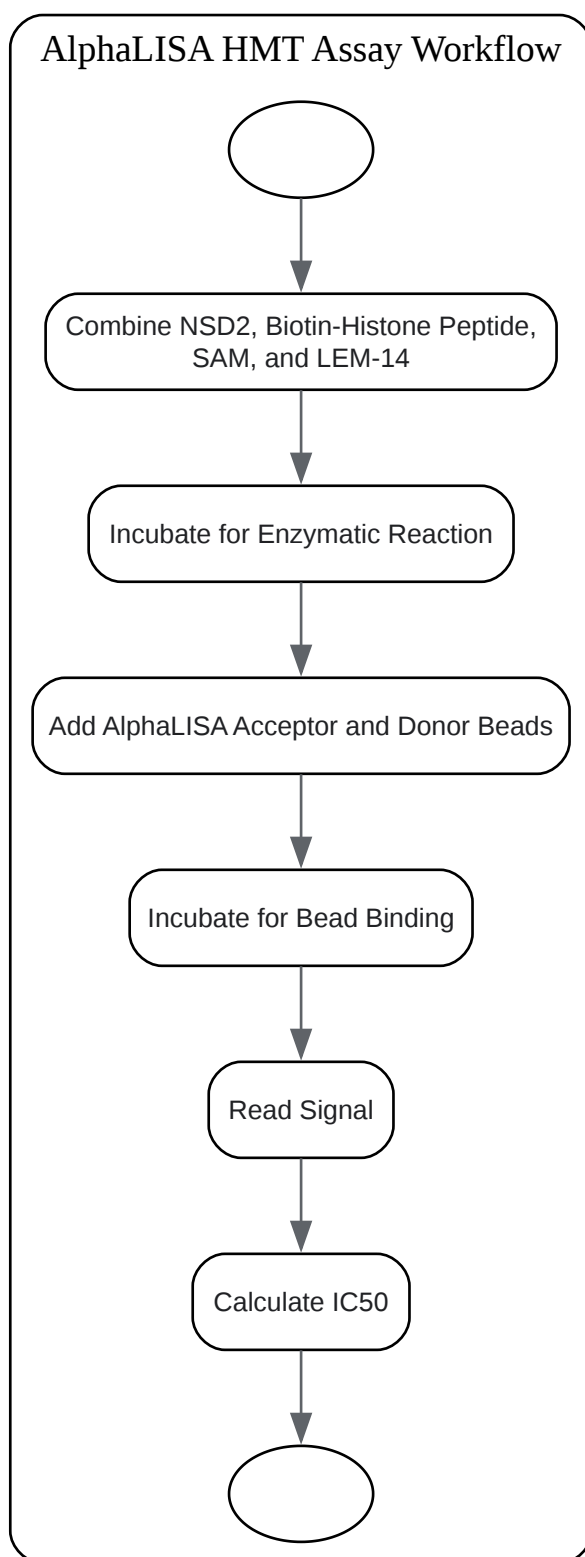 AlphaLISA HMT Assay Workflow
Combine NSD2, Biotin-Histone Peptide,
SAM, and LEM-14
Incubate for Enzymatic Reaction
Add AlphaLISA Acceptor and Donor Beads
Incubate for Bead Binding
Read Signal
Calculate IC50